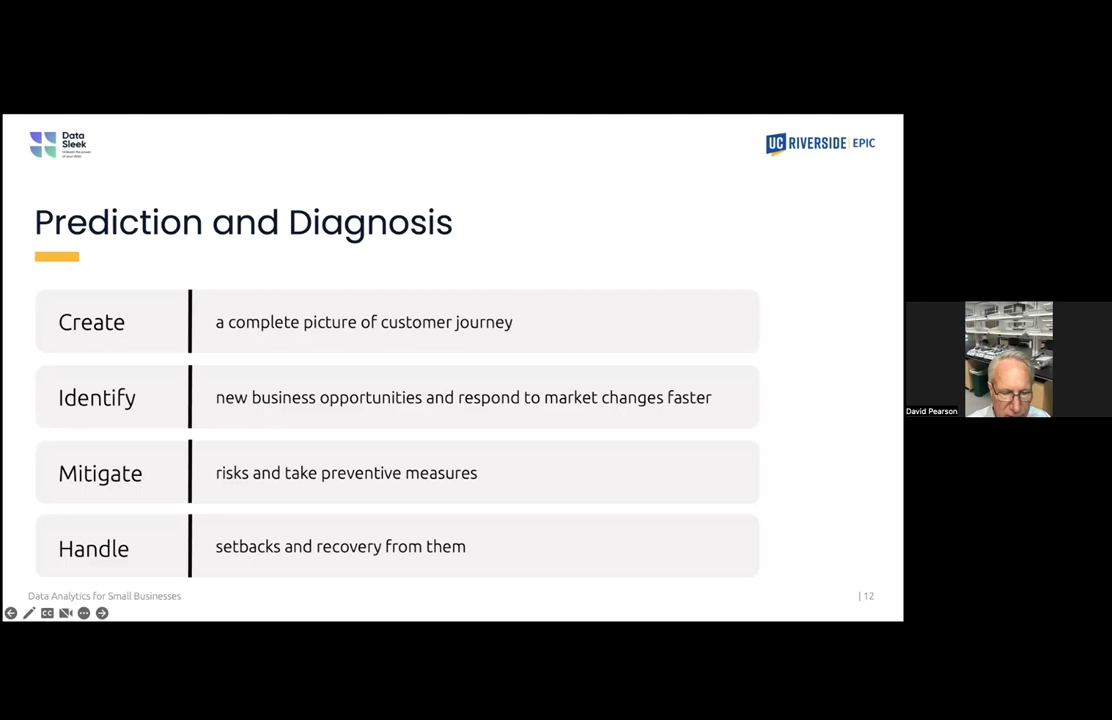 Data
Sleek
UC RIVERSIDE | EPIC
Prediction and Diagnosis
Create
a complete picture of customer journey
Identify
new business opportunities and respond to market changes faster
Mitigate
risks and take preventive measures
Handle
setbacks and recovery from them
David Pearson
Data Analytics for Small Businesses
| 12
CC